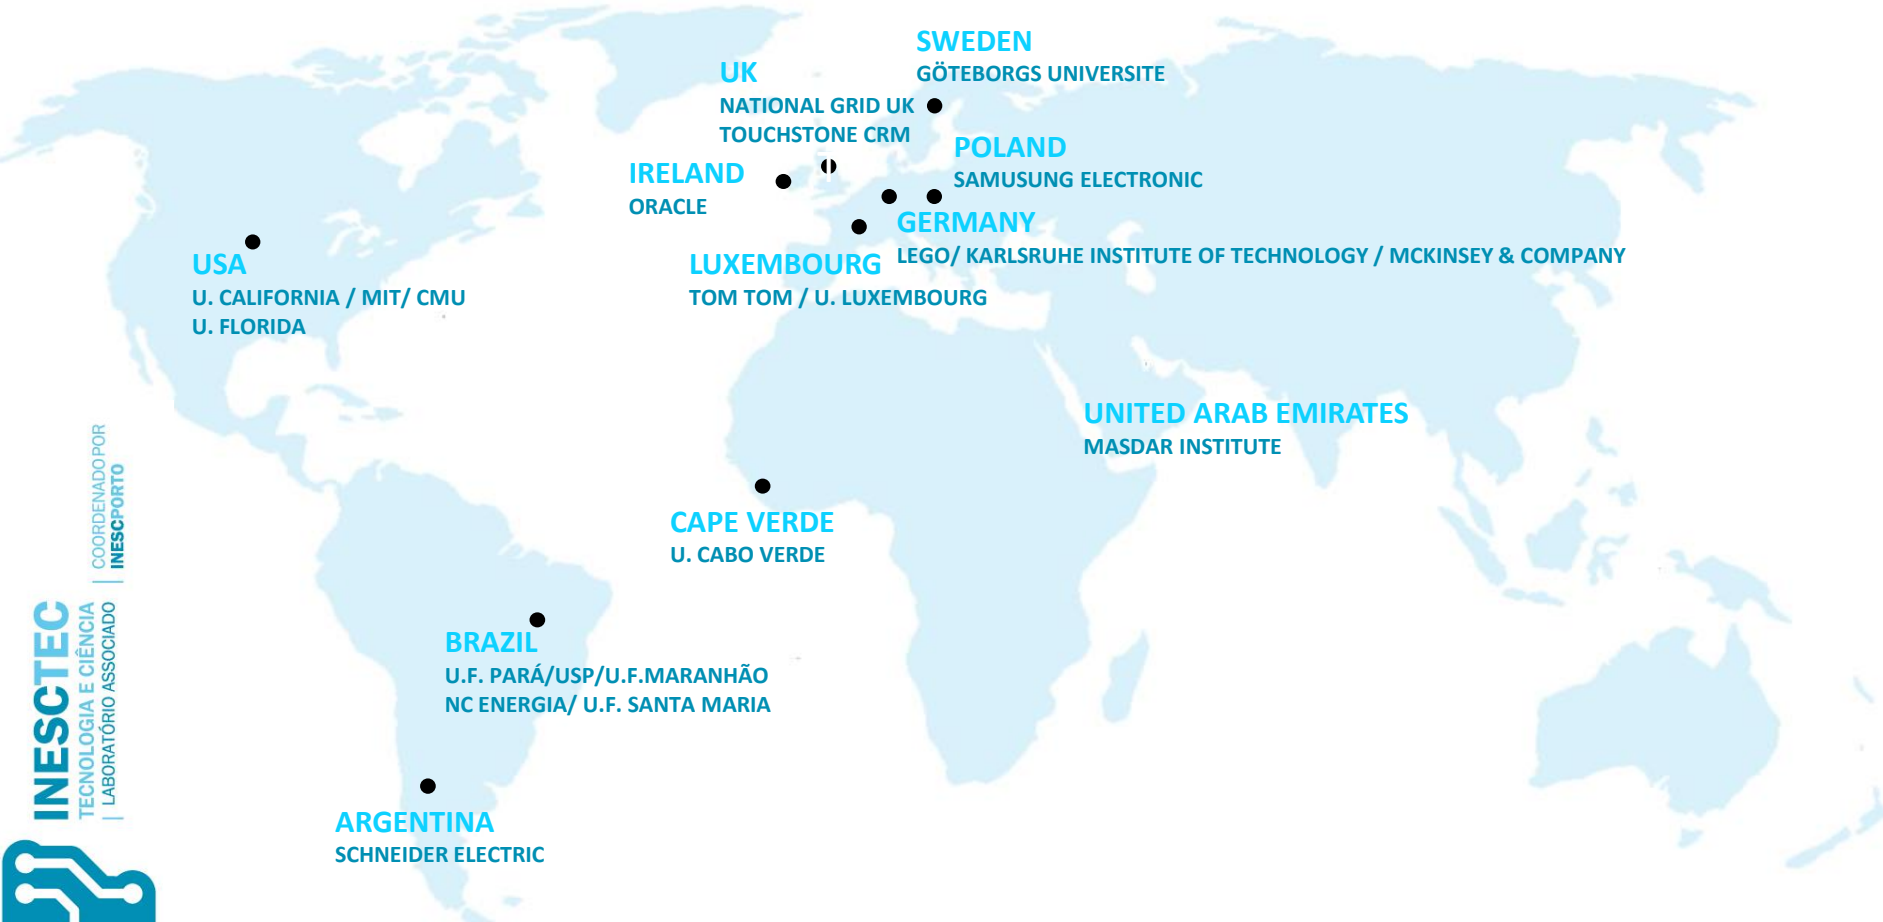 SWEDEN
GÖTEBORGS UNIVERSITE
UK
NATIONAL GRID UK
TOUCHSTONE CRM
POLAND
SAMUSUNG ELECTRONIC
IRELAND
ORACLE
GERMANY
LEGO/ KARLSRUHE INSTITUTE OF TECHNOLOGY / MCKINSEY & COMPANY
USA
U. CALIFORNIA / MIT/ CMU
U. FLORIDA
LUXEMBOURG
TOM TOM / U. LUXEMBOURG
UNITED ARAB EMIRATES
MASDAR INSTITUTE
CAPE VERDE
U. CABO VERDE
BRAZIL
U.F. PARÁ/USP/U.F.MARANHÃO
NC ENERGIA/ U.F. SANTA MARIA
ARGENTINA
SCHNEIDER ELECTRIC
INESCTEC
TECNOLOGIA E CIÊNCIA
LABORATÓRIO ASSOCIADO
COORDENADO POR
INESCPORTO